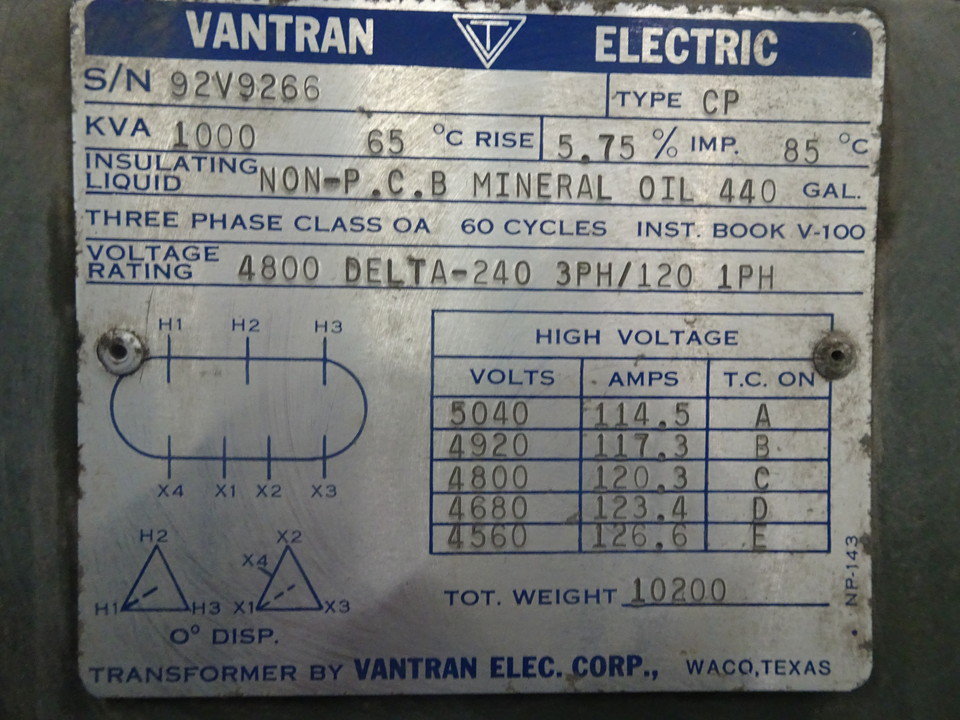 VANTRAN ELECTRIC
S/N 92V9266 TYPE CP
KVA 1000 65 °C RISE 5.75 % IMP. 85 °C
INSULATING LIQUID NON-P.C.B MINERAL OIL 440 GAL.
THREE PHASE CLASS OA 60 CYCLES INST. BOOK V-100
VOLTAGE RATING 4800 DELTA-240 3PH/120 1PH
H1 H2 H3
X4 X1 X2 X3
H2 X2
X4
H1 H3 X1 X3
0° DISP.
HIGH VOLTAGE
VOLTS AMPS T.C. ON
5040 114.5 A
4920 117.3 B
4800 120.3 C
4680 123.4 D
4560 126.6 E
TOT. WEIGHT 10200
NP-143
TRANSFORMER BY VANTRAN ELEC. CORP., WACO, TEXAS